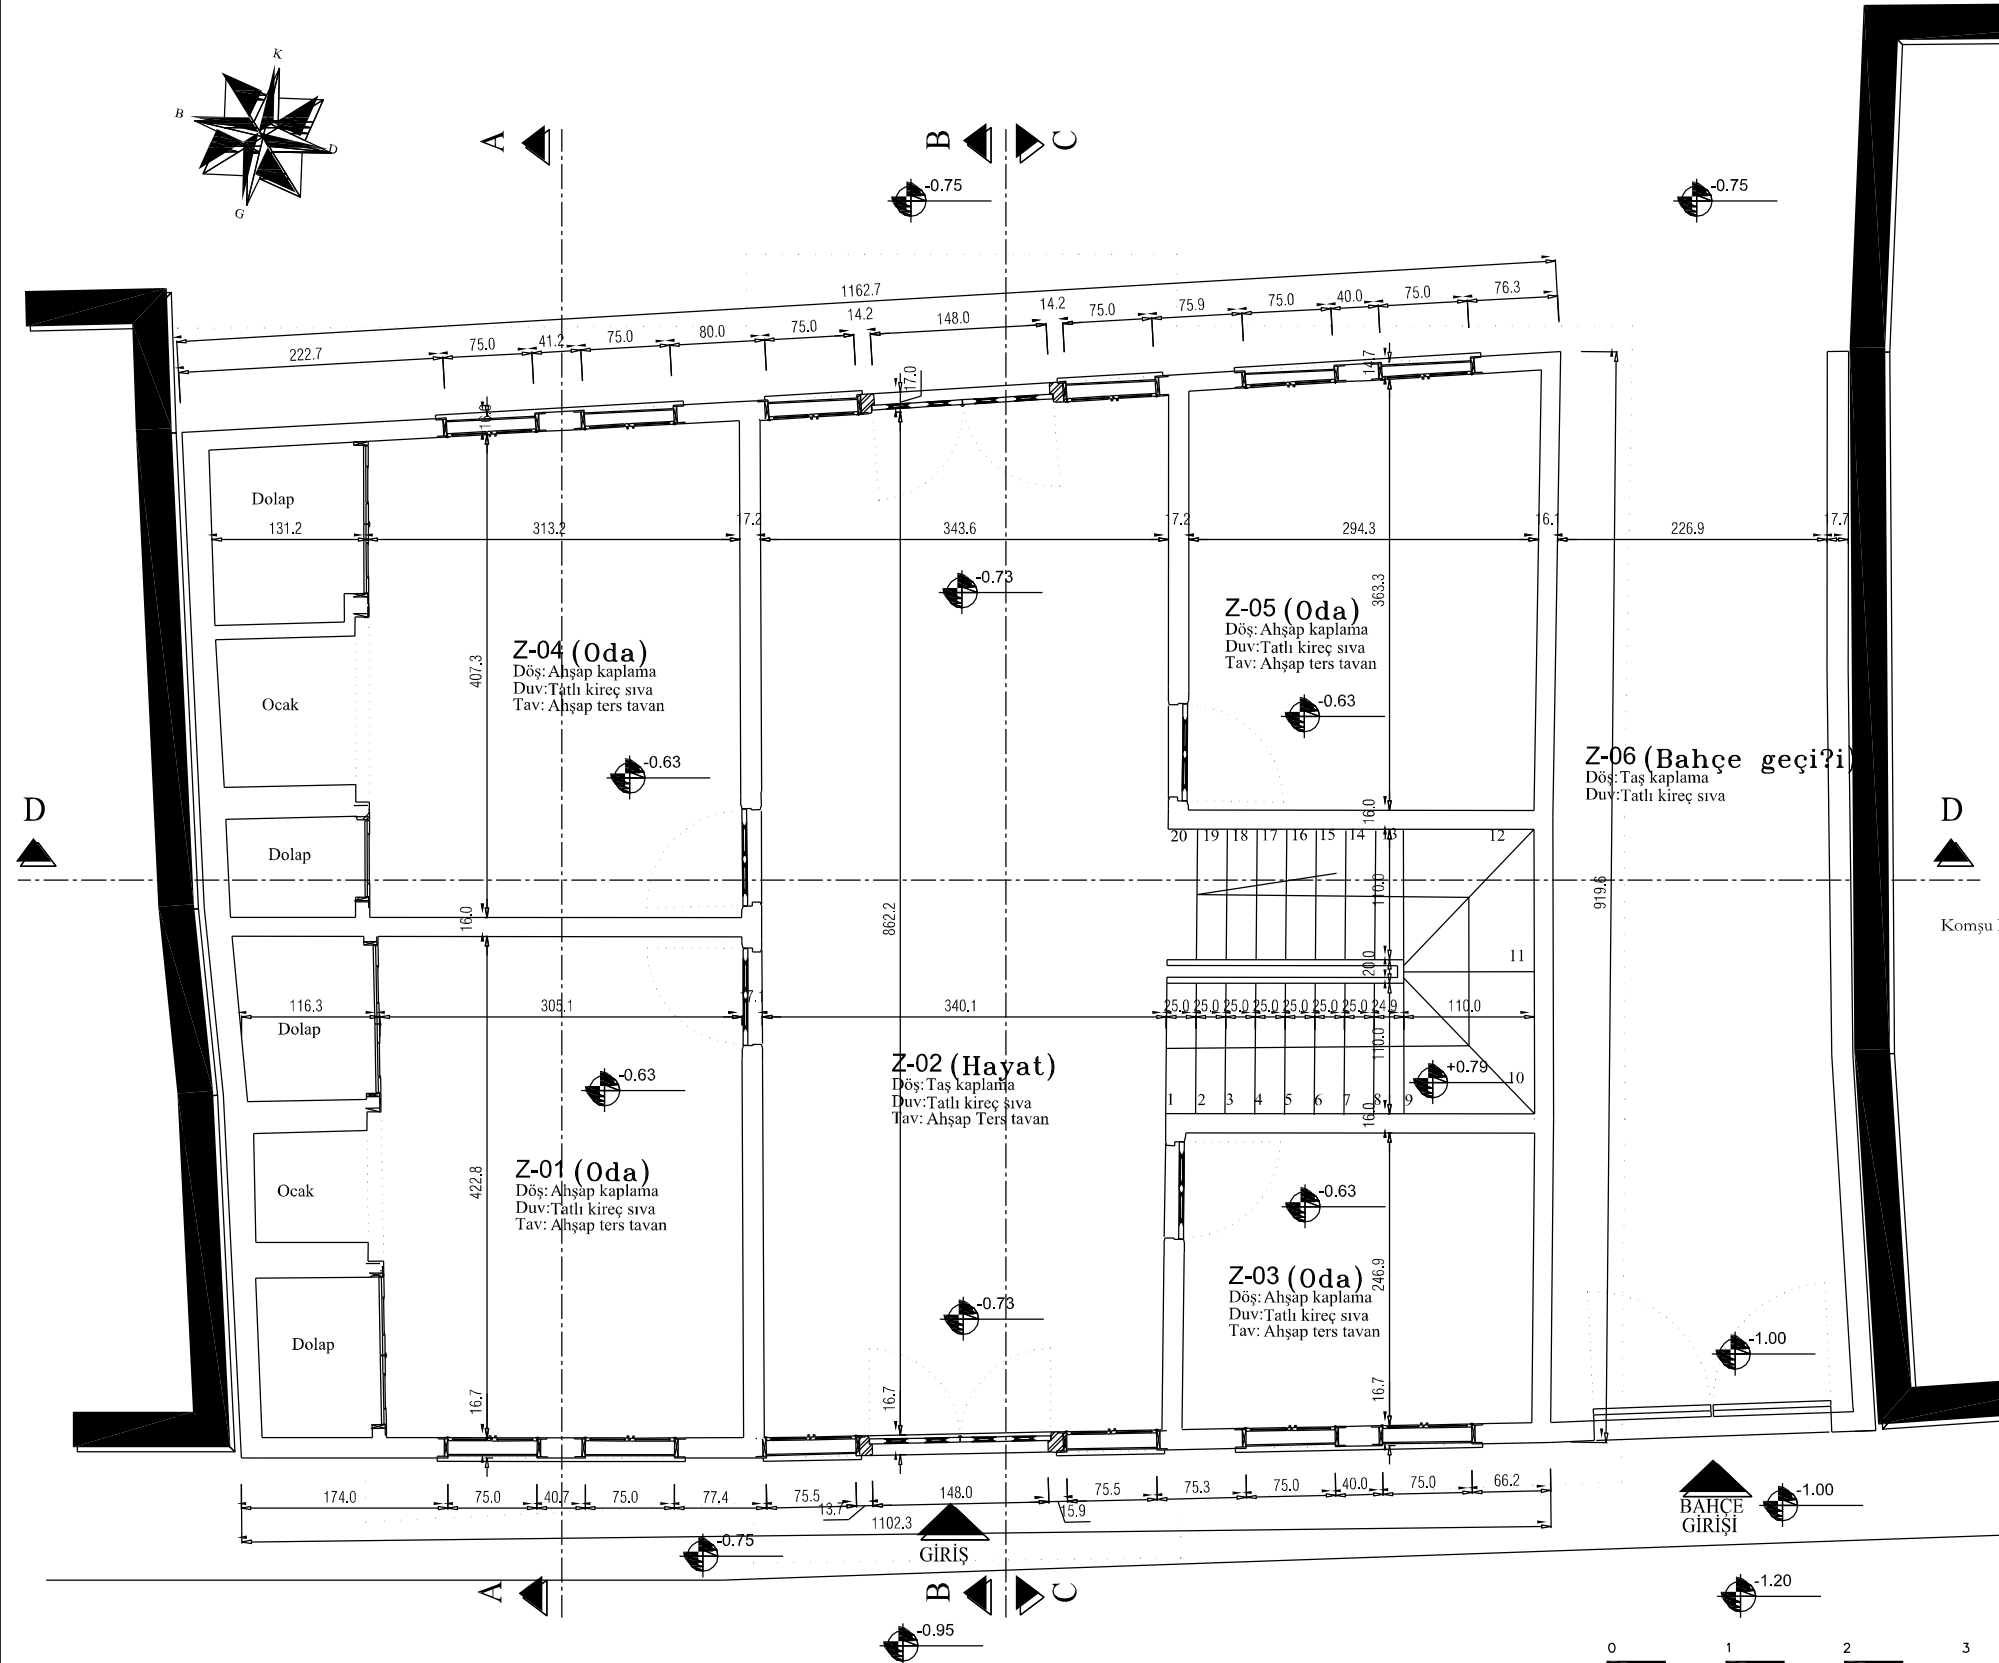 K
B
D
G
A
B
C
-0.75
-0.75
1162.7
222.7
75.0
41.2
75.0
80.0
75.0
14.2
148.0
14.2
75.0
75.9
75.0
40.0
75.0
76.3
17.0
14.7
Dolap
131.2
313.2
17.2
343.6
17.2
294.3
16.1
226.9
17.7
-0.73
Z-05 (Oda)
Döş: Ahşap kaplama
Duv:Tatlı kireç sıva
Tav: Ahşap ters tavan
363.3
-0.63
Z-04 (Oda)
Döş: Ahşap kaplama
Duv:Tatlı kireç sıva
Tav: Ahşap ters tavan
407.3
Ocak
-0.63
Z-06 (Bahçe geçi?i)
Döş:Taş kaplama
Duv:Tatlı kireç sıva
D
D
Dolap
16.0
20
19
18
17
16
15
14
13
12
110.0
919.6
862.2
16.0
Komşu
11
20.0
116.3
Dolap
305.1
340.1
25.0
25.0
25.0
25.0
25.0
25.0
25.0
24.9
110.0
110.0
-0.63
Z-02 (Hayat)
Döş: Taş kaplama
Duv:Tatlı kireç sıva
Tav: Ahşap Ters tavan
+0.79
10
1
2
3
4
5
6
7
8
9
16.0
Z-01 (Oda)
Döş: Ahşap kaplama
Duv:Tatlı kireç sıva
Tav: Ahşap ters tavan
422.8
Ocak
-0.63
Z-03 (Oda)
Döş: Ahşap kaplama
Duv:Tatlı kireç sıva
Tav: Ahşap ters tavan
246.9
-0.73
Dolap
-1.00
16.7
16.7
16.7
174.0
75.0
40.7
75.0
77.4
75.5
13.7
148.0
15.9
75.5
75.3
75.0
40.0
75.0
66.2
1102.3
GİRİŞ
BAHÇE
GİRİŞİ
-1.00
-0.75
A
B
C
-1.20
-0.95
0
1
2
3